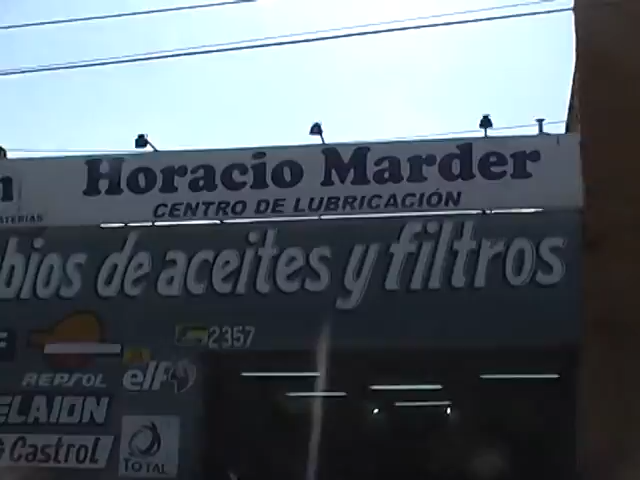 Horacio Marder
CENTRO DE LUBRICACIÓN
bios de aceites y filtros
2357
REPSOL
elf
ELAION
Castrol
TOTAL